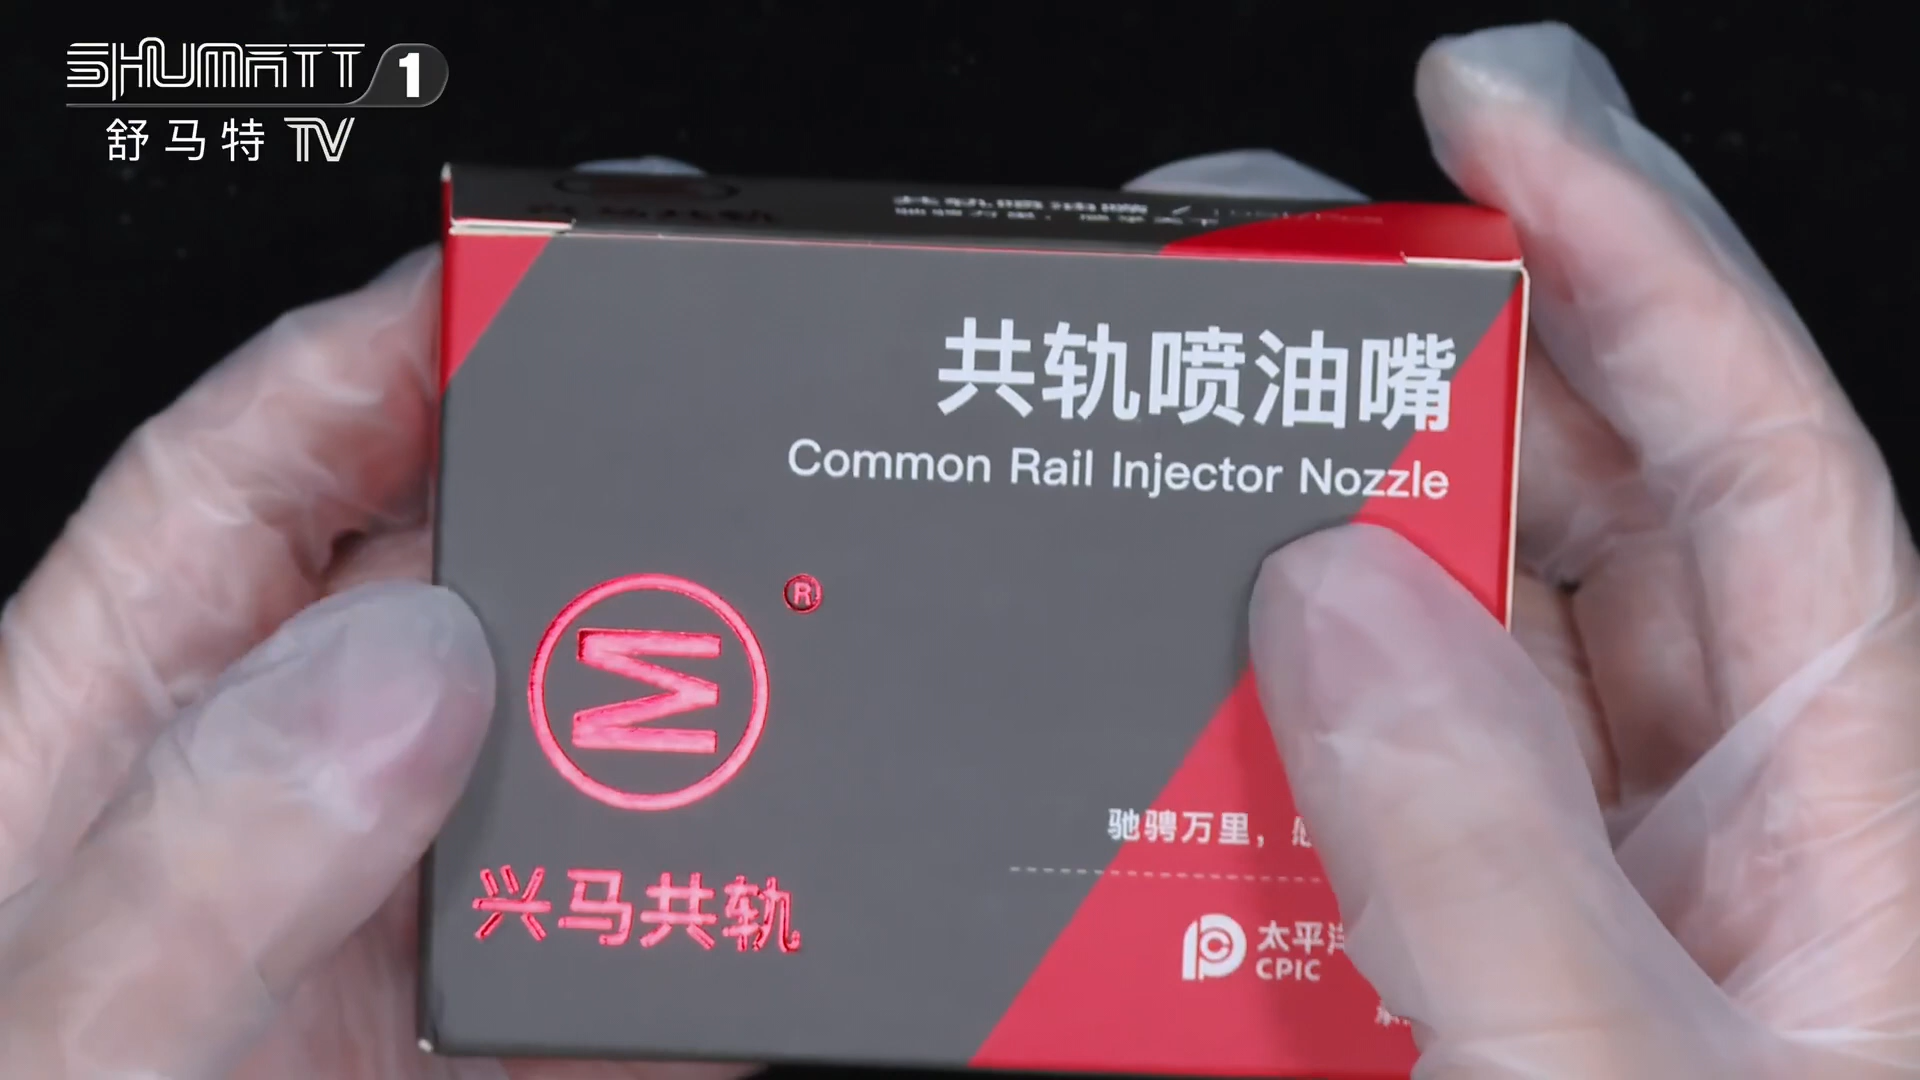 SHUMATT 1
舒马特 TV
共轨喷油嘴
Common Rail Injector Nozzle
®
兴马共轨
驰骋万里，
太平
CPIC